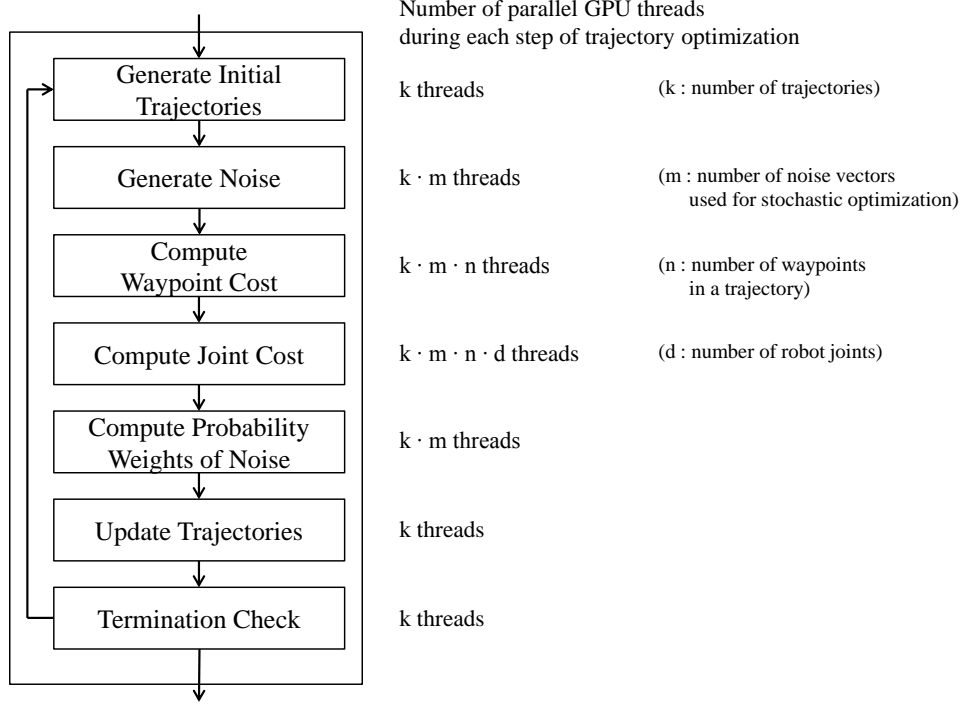 Number of parallel GPU threads
during each step of trajectory optimization
Generate Initial
Trajectories
k threads
(k : number of trajectories)
Generate Noise
k · m threads
(m : number of noise vectors
used for stochastic optimization)
Compute
Waypoint Cost
k · m · n threads
(n : number of waypoints
in a trajectory)
Compute Joint Cost
k · m · n · d threads
(d : number of robot joints)
Compute Probability
Weights of Noise
k · m threads
Update Trajectories
k threads
Termination Check
k threads